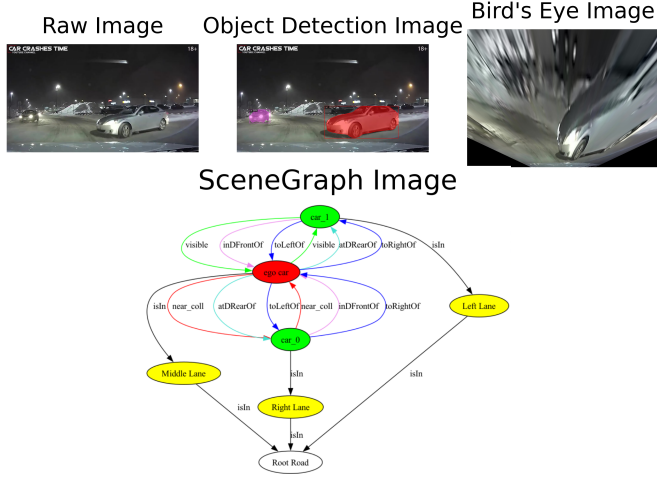 Raw Image
Object Detection Image
Bird's Eye Image
CAR CRASHES TIME
18+
CAR CRASHES TIME
18+
SceneGraph Image
car_1
visible
inDFrontOf
toLeftOf
visible
atDRearOf
toRightOf
isIn
ego car
isIn
near_coll
atDRearOf
toLeftOf
near_coll
inDFrontOf
toRightOf
Left Lane
car_0
Middle Lane
isIn
isIn
isIn
Right Lane
isIn
Root Road